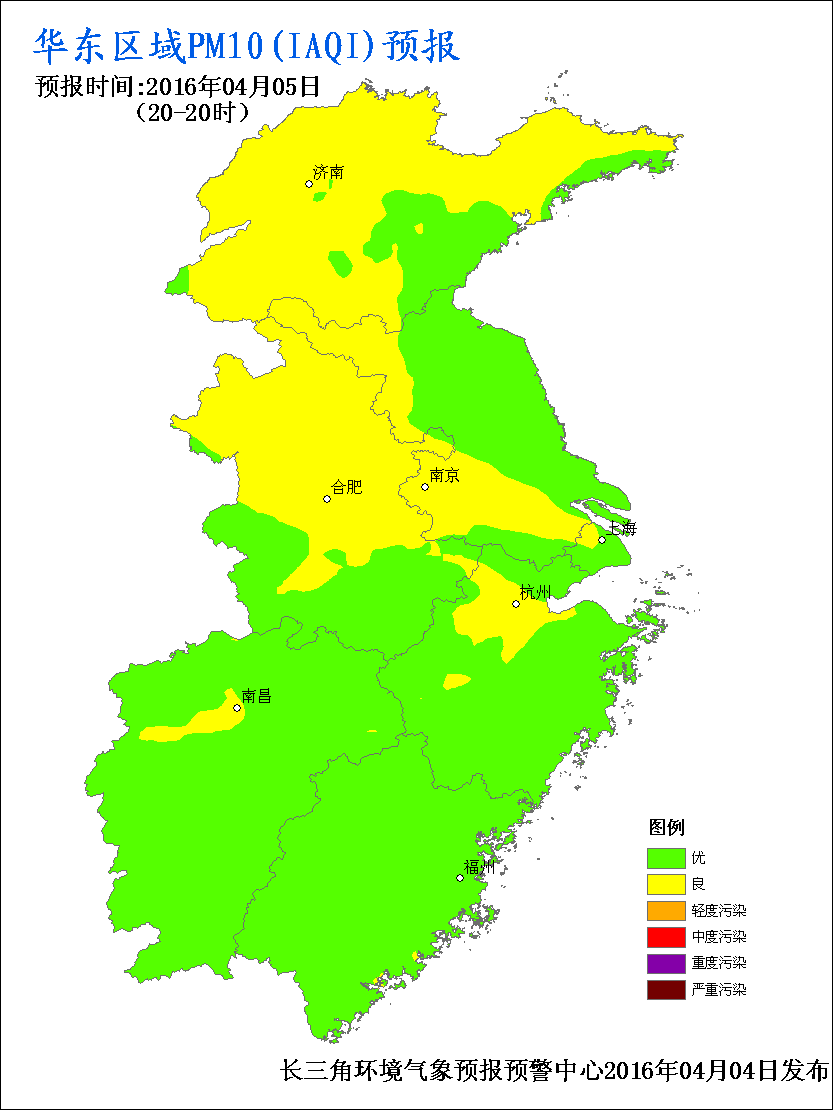 华东区域PM10(IAQI)预报
预报时间:2016年04月05日
(20-20时)
济南
南京
合肥
上海
杭州
南昌
福州
图例
优
良
轻度污染
中度污染
重度污染
严重污染
长三角环境气象预报预警中心2016年04月04日发布